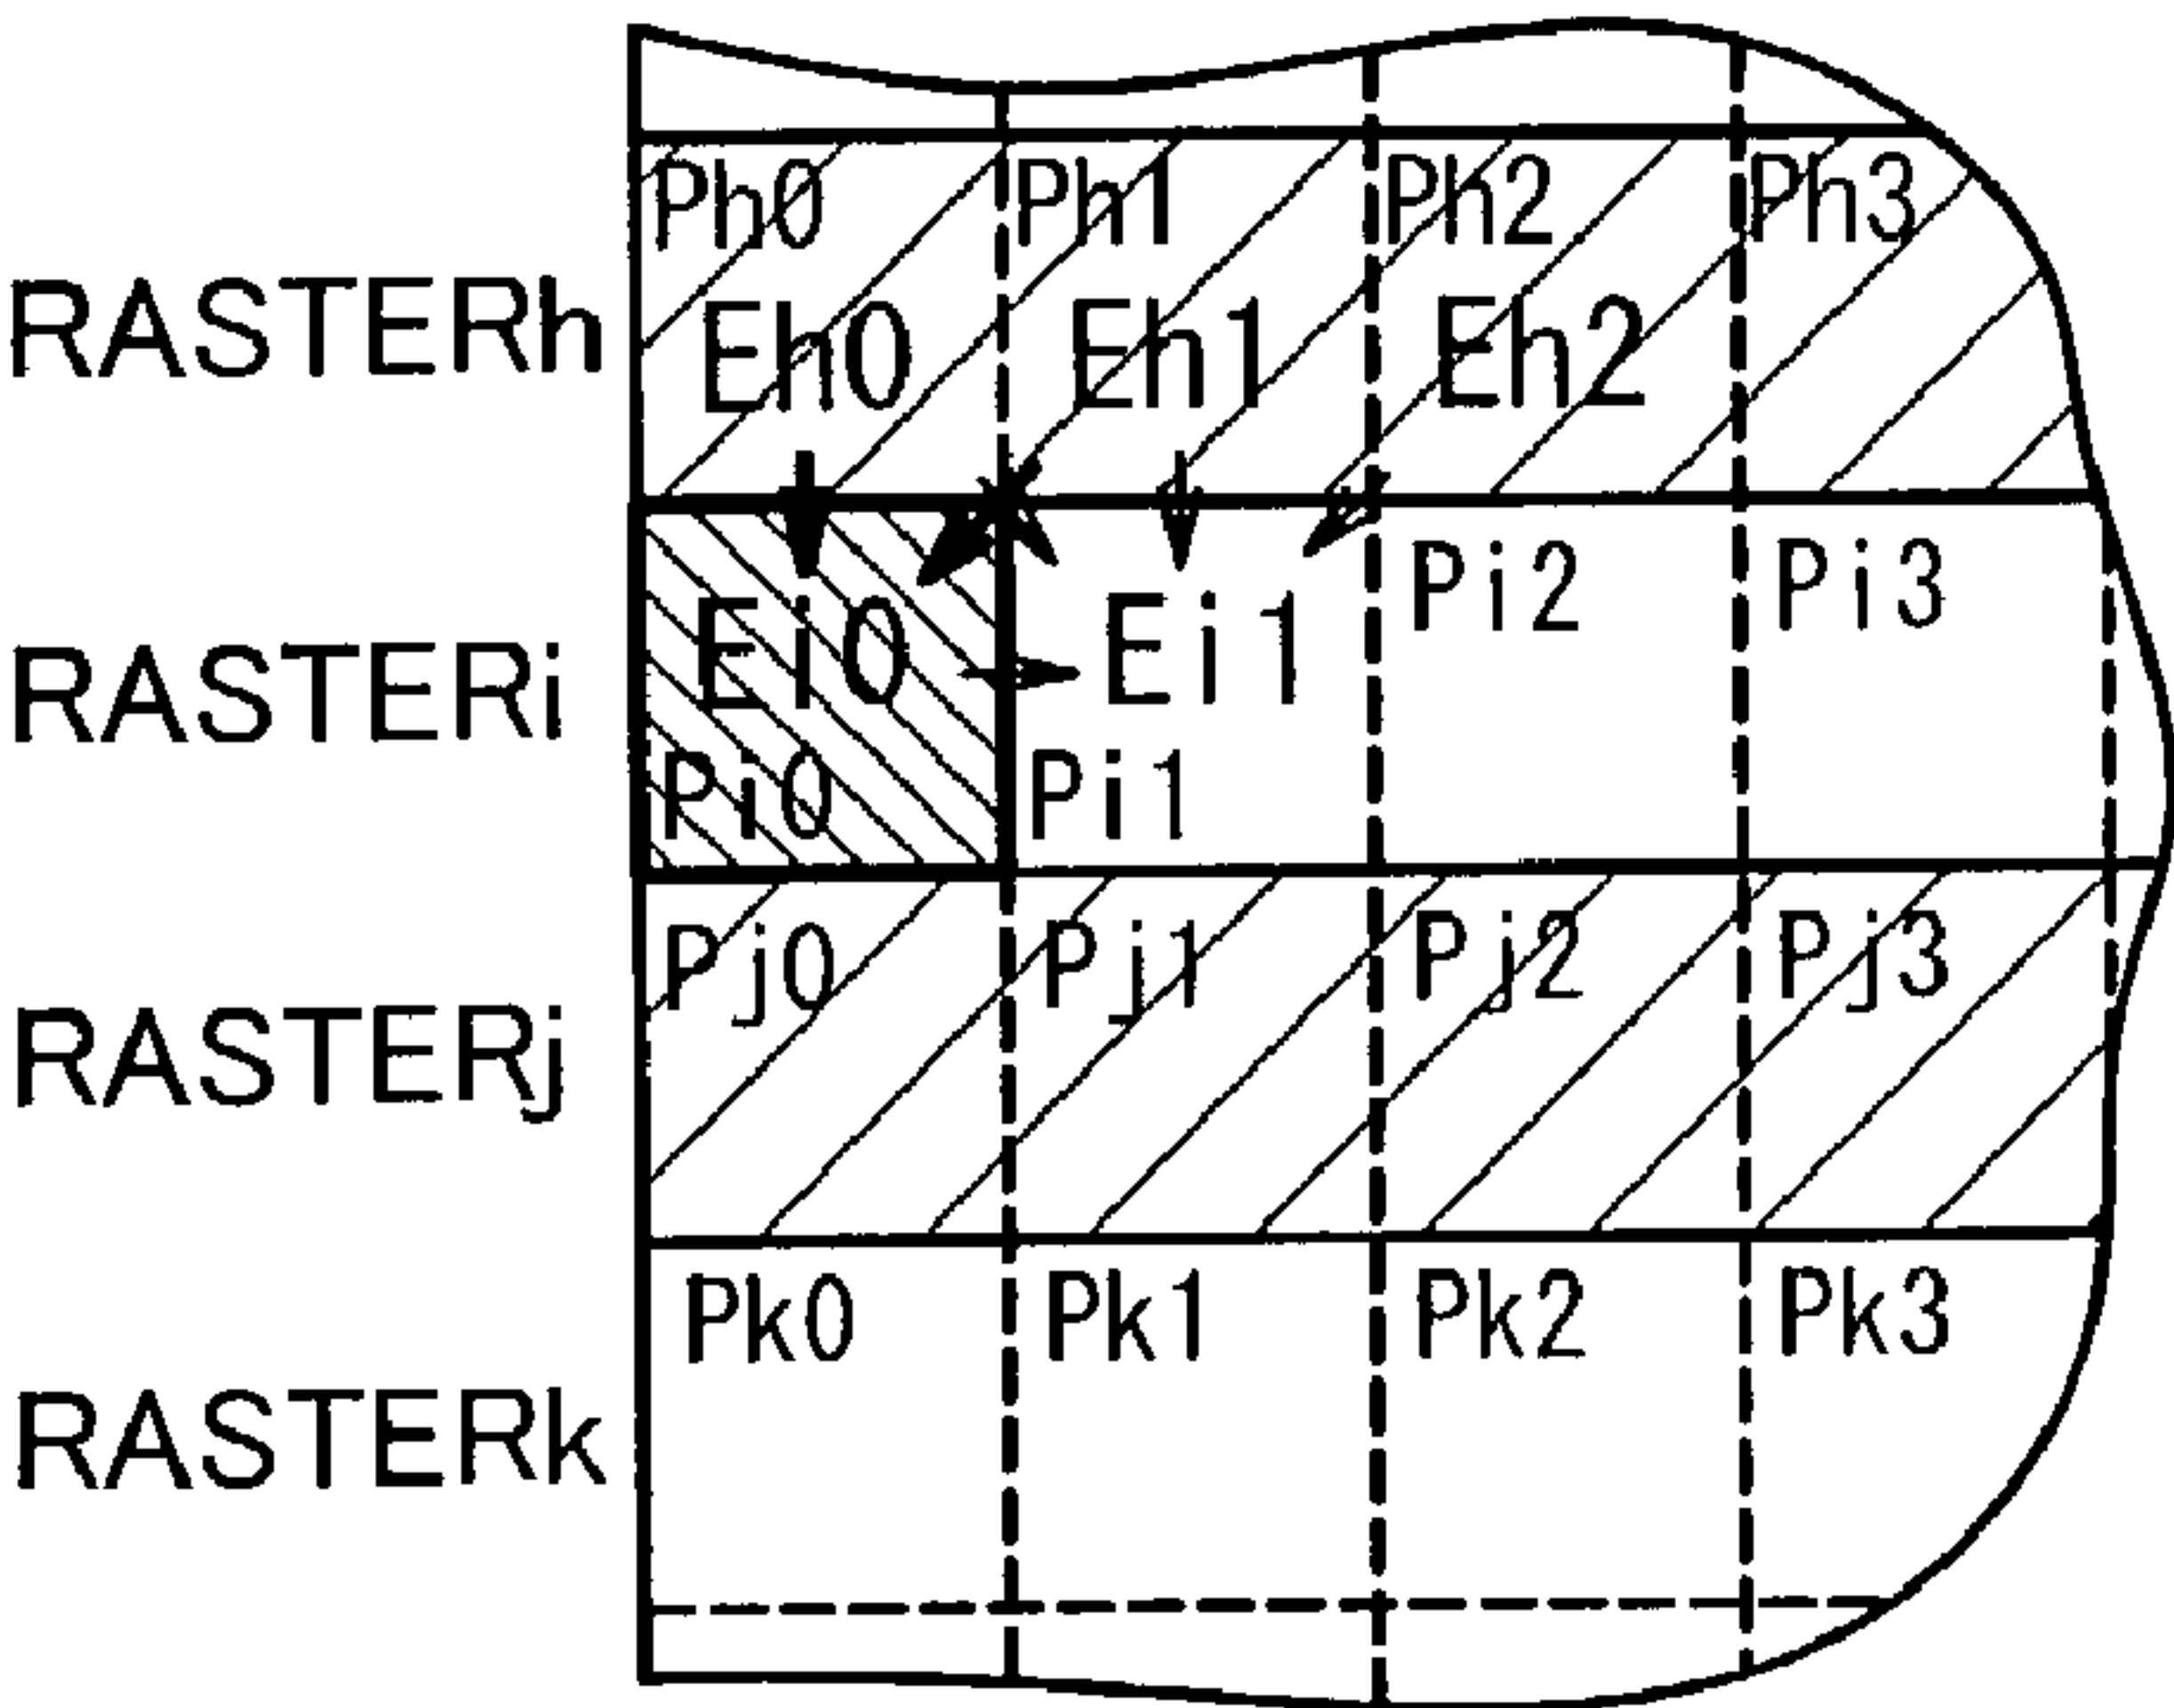 Ph0 Ph1 Ph2 Ph3
RASTERh Eh0 Eh1 Eh2
Pi2 Pi3
RASTERi Ei0 Ei1
Pi0 Pi1
Pj0 Pj1 Pj2 Pj3
RASTERj
Pk0 Pk1 Pk2 Pk3
RASTERk